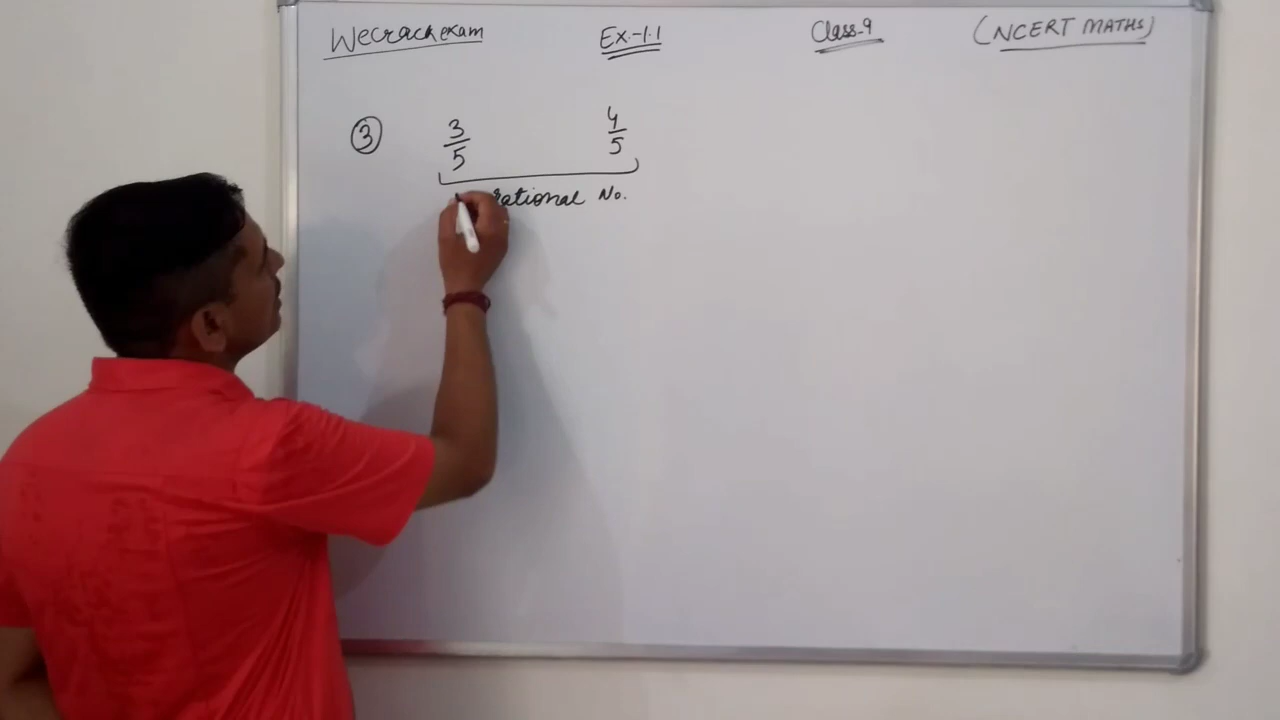 Wecrackexam Ex.-1.1 Class-9 (NCERT MATHS)
③ 3/5 4/5
rational No.